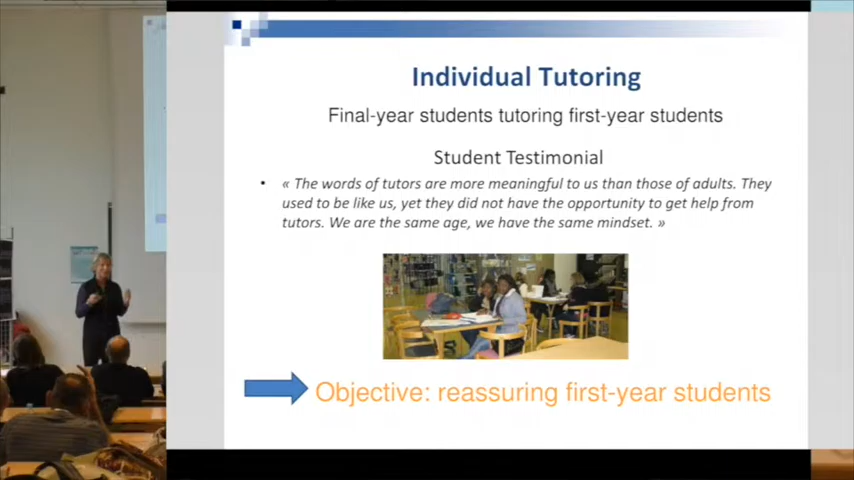 Individual Tutoring
Final-year students tutoring first-year students
Student Testimonial
• « The words of tutors are more meaningful to us than those of adults. They
used to be like us, yet they did not have the opportunity to get help from
tutors. We are the same age, we have the same mindset. »
Objective: reassuring first-year students